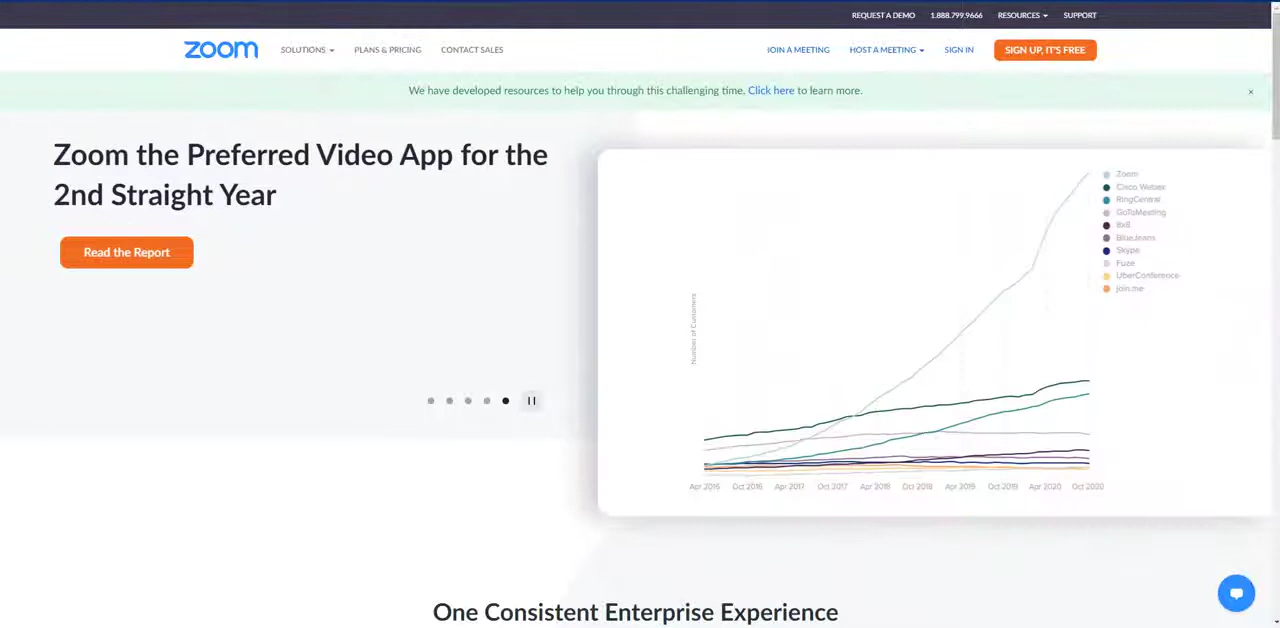 REQUEST A DEMO 1.888.799.9666 RESOURCES SUPPORT
zoom SOLUTIONS PLANS & PRICING CONTACT SALES JOIN A MEETING HOST A MEETING SIGN IN SIGN UP, IT'S FREE
We have developed resources to help you through this challenging time. Click here to learn more. ×
Zoom the Preferred Video App for the
2nd Straight Year
Read the Report
Number of Customers
Zoom
Cisco Webex
RingCentral
GoToMeeting
8x8
BlueJeans
Skype
Fuze
UberConference
join.me
Apr 2016 Oct 2016 Apr 2017 Oct 2017 Apr 2018 Oct 2018 Apr 2019 Oct 2019 Apr 2020 Oct 2020
One Consistent Enterprise Experience